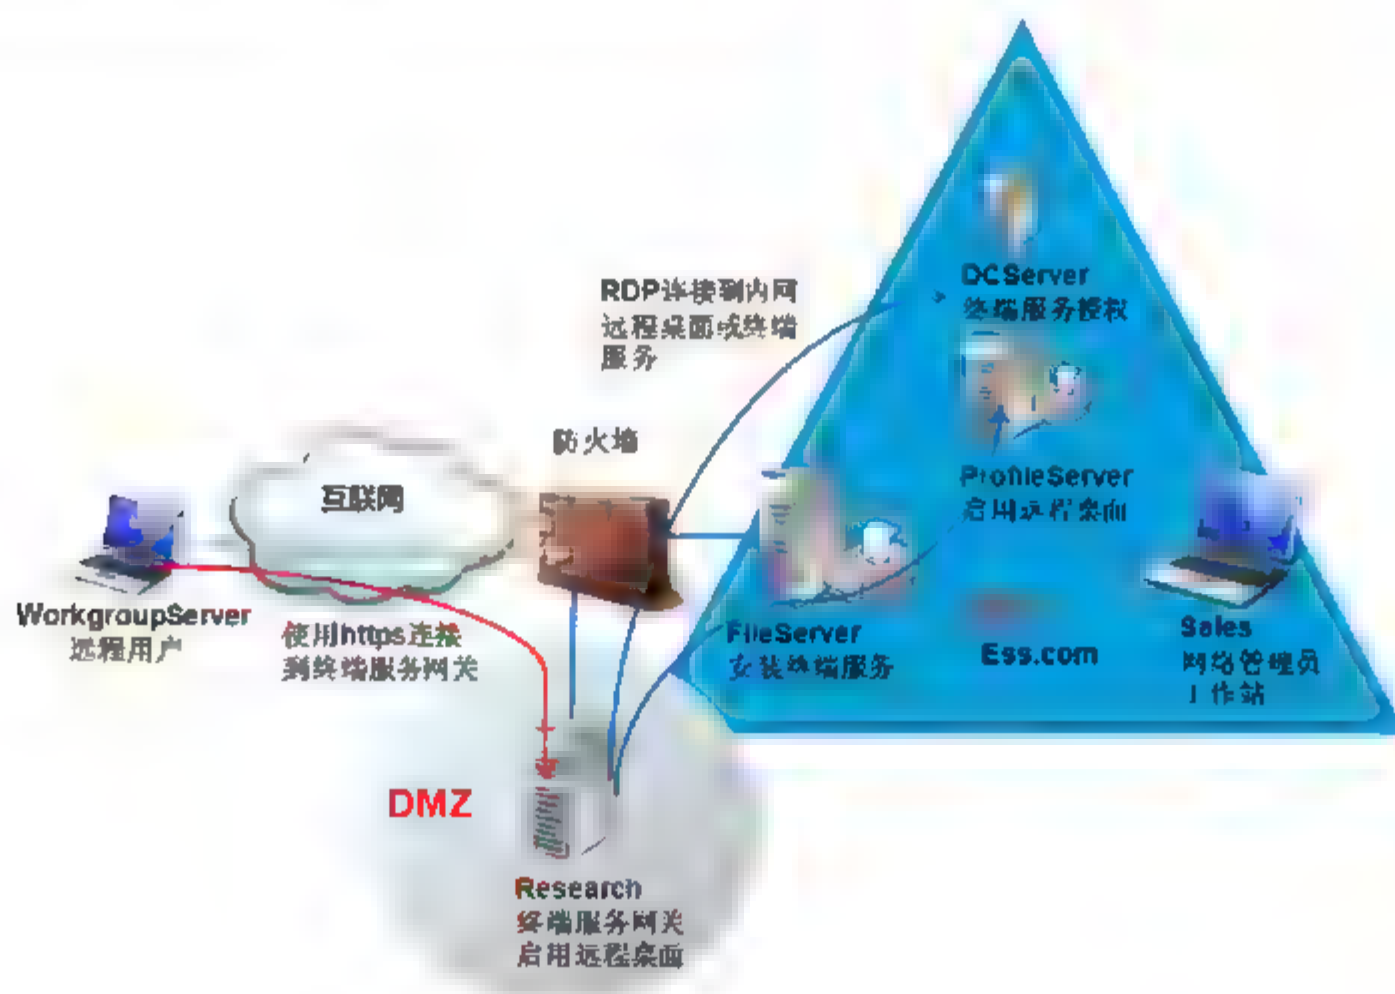 RDP连接到内网
远程桌面或终端
服务
DCServer
终端服务授权
防火墙
互联网
ProfileServer
启用远程桌面
WorkgroupServer
远程用户
使用https连接
到终端服务网关
FileServer
安装终端服务
Ess.com
Sales
网络管理员
工作站
DMZ
Research
终端服务网关
启用远程桌面